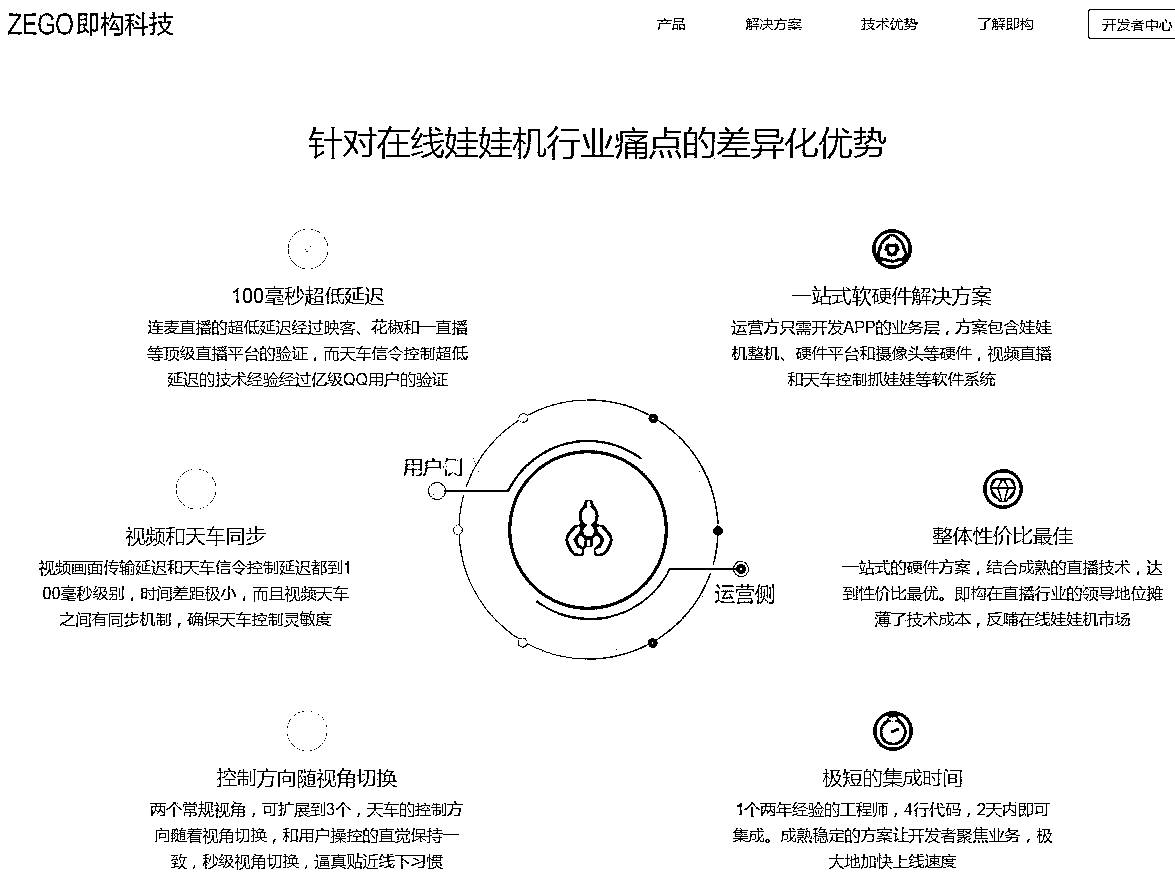 ZEGO即构科技
产品
解决方案
技术优势
了解即构
开发者中心
针对在线娃娃机行业痛点的差异化优势
100毫秒超低延迟
连麦直播的超低延迟经过映客、花椒和一直播
等顶级直播平台的验证，而天车信令控制超低
延迟的技术经验经过亿级QQ用户的验证
一站式软硬件解决方案
运营方只需开发APP的业务层，方案包含娃娃
机整机、硬件平台和摄像头等硬件，视频直播
和天车控制抓娃娃等软件系统
用户侧
视频和天车同步
视频画面传输延迟和天车信令控制延迟都到1
00毫秒级别，时间差距极小，而且视频天车
之间有同步机制，确保天车控制灵敏度
整体性价比最佳
一站式的硬件方案，结合成熟的直播技术，达
到性价比最优。即构在直播行业的领导地位摊
薄了技术成本，反哺在线娃娃机市场
运营侧
控制方向随视角切换
两个常规视角，可扩展到3个，天车的控制方
向随着视角切换，和用户操控的直觉保持一
致，秒级视角切换，逼真贴近线下习惯
极短的集成时间
1个两年经验的工程师，4行代码，2天内即可
集成。成熟稳定的方案让开发者聚焦业务，极
大地加快上线速度